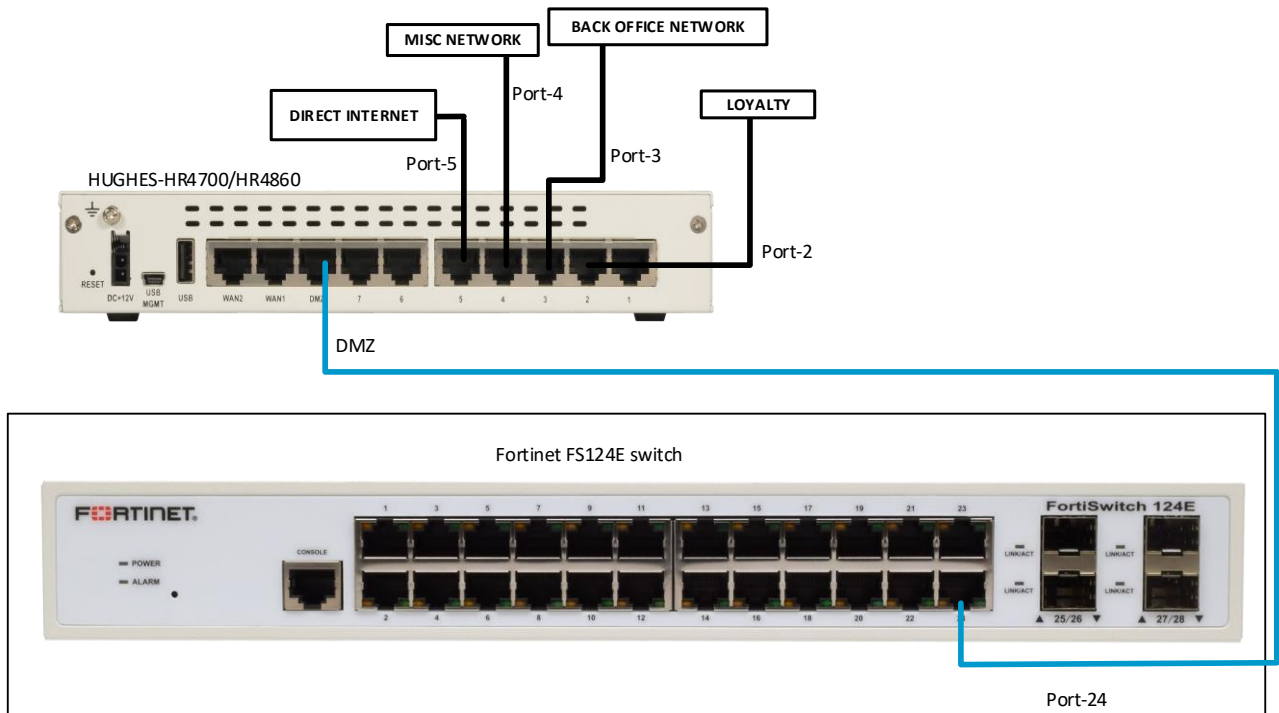 MISC NETWORK
BACK OFFICE NETWORK
Port-4
DIRECT INTERNET
LOYALTY
Port-5
Port-3
HUGHES-HR4700/HR4860
Port-2
RESET
DC+12V
USB
MGMT
USB
WAN2 WAN1 DMZ 7 6 5 4 3 2 1
DMZ
Fortinet FS124E switch
FORTINET.
1 3 5 7 9 11 13 15 17 19 21 23
FortiSwitch 124E
CONSOLE
POWER
ALARM
LINK/ACT LINK/ACT
LINK/ACT LINK/ACT
2 4 6 8 10 12 14 16 18 20 22 24
▲ 25/26 ▼ ▲ 27/28 ▼
Port-24